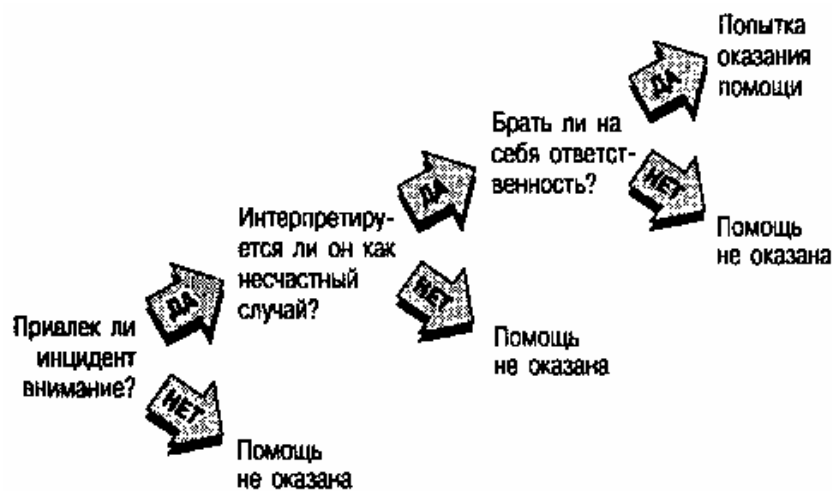 Привлек ли
инцидент
внимание?
ДА
НЕТ
Помощь
не оказана
Интерпретиру-
ется ли он как
несчастный
случай?
ДА
НЕТ
Помощь
не оказана
Брать ли на
себя ответст-
венность?
ДА
НЕТ
Помощь
не оказана
Попытка
оказания
помощи